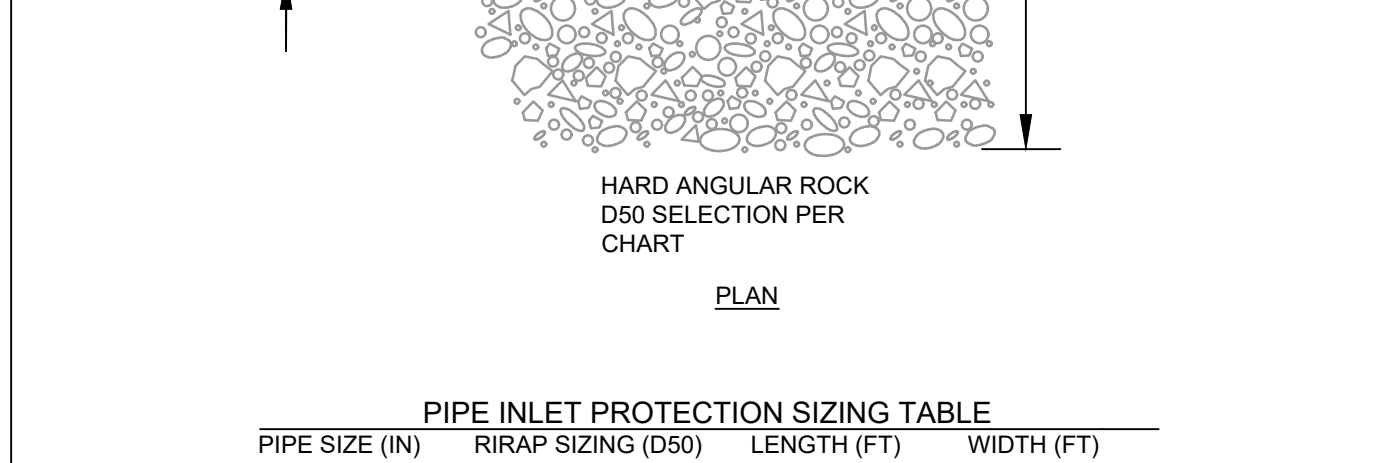 HARD ANGULAR ROCK
D50 SELECTION PER
CHART
PLAN
PIPE INLET PROTECTION SIZING TABLE
PIPE SIZE (IN) RIRAP SIZING (D50) LENGTH (FT) WIDTH (FT)